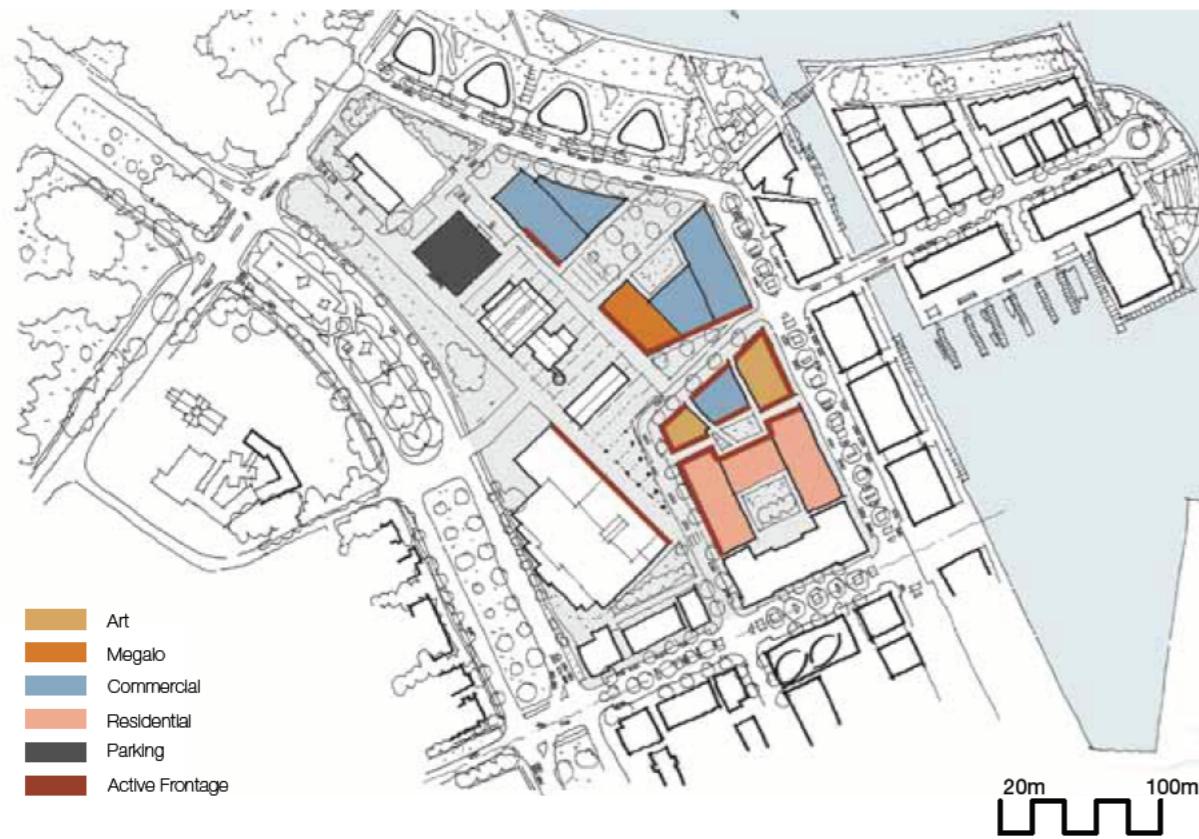 Art
Megalo
Commercial
Residential
Parking
Active Frontage
20m 100m